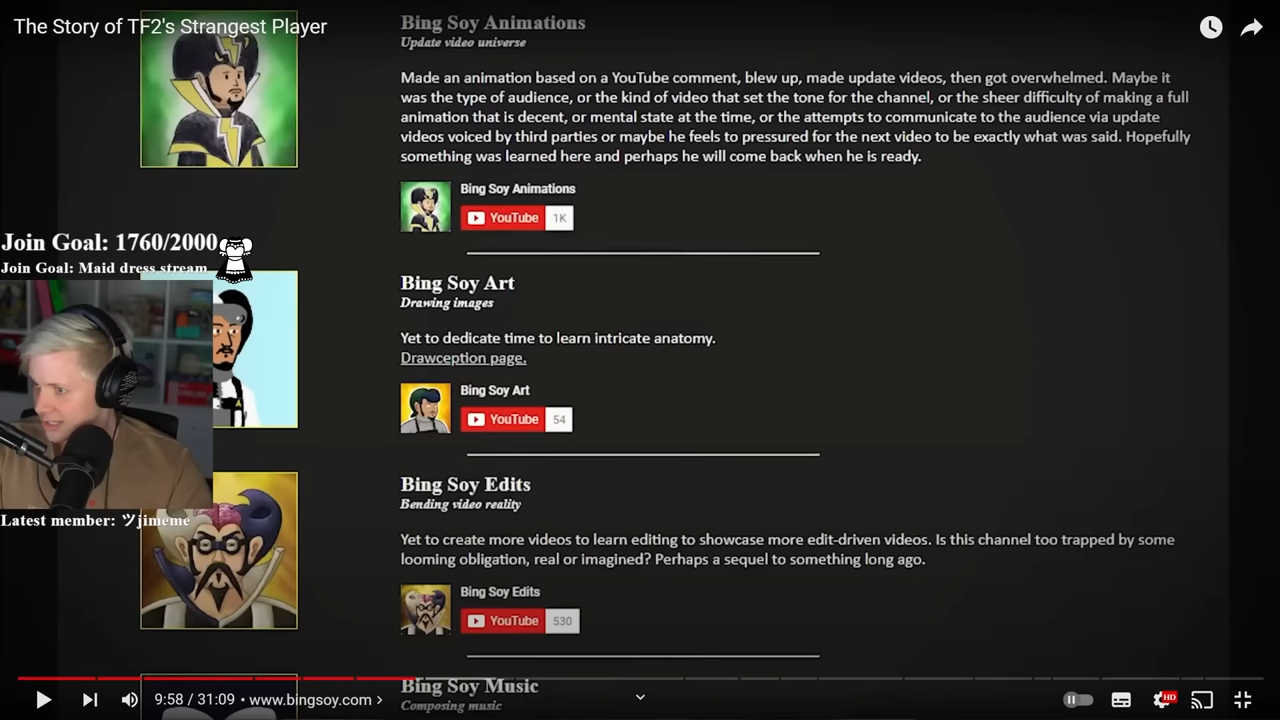 The Story of TF2's Strangest Player
Bing Soy Animations
Update video universe
Made an animation based on a YouTube comment, blew up, made update videos, then got overwhelmed. Maybe it
was the type of audience, or the kind of video that set the tone for the channel, or the sheer difficulty of making a full
animation that is decent, or mental state at the time, or the attempts to communicate to the audience via update
videos voiced by third parties or maybe he feels to pressured for the next video to be exactly what was said. Hopefully
something was learned here and perhaps he will come back when he is ready.
Bing Soy Animations
YouTube 1K
Join Goal: 1760/2000
Join Goal: Maid dress stream
Bing Soy Art
Drawing images
Yet to dedicate time to learn intricate anatomy.
Drawception page.
Bing Soy Art
YouTube 54
Bing Soy Edits
Bending video reality
Latest member: ツjimeme
Yet to create more videos to learn editing to showcase more edit-driven videos. Is this channel too trapped by some
looming obligation, real or imagined? Perhaps a sequel to something long ago.
Bing Soy Edits
YouTube 530
Bing Soy Music
Composing music
9:58 / 31:09 • www.bingsoy.com >
HD